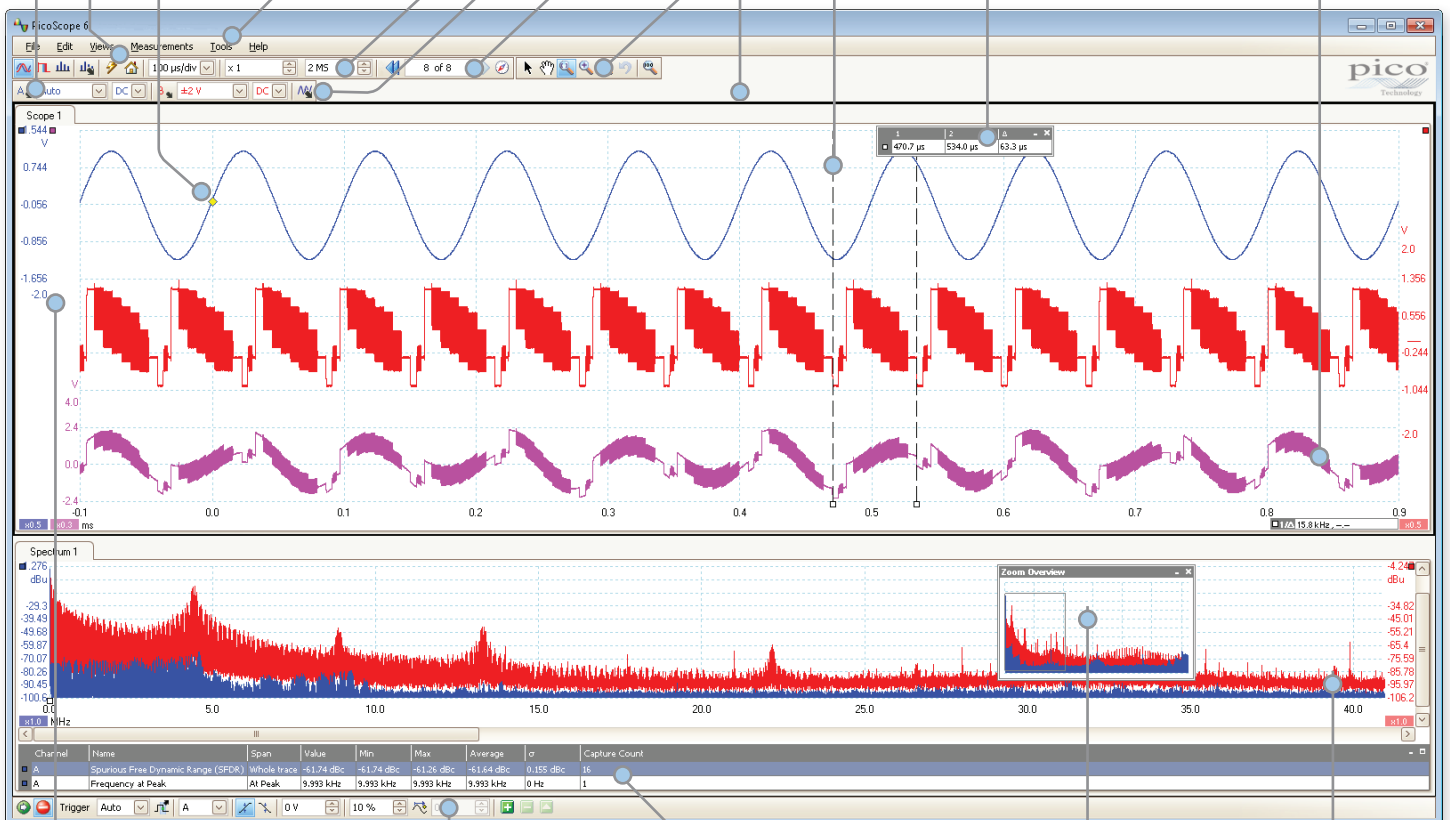 PicoScope 6
File Edit Views Measurements Tools Help
100 µs/div x 1 2 MS 8 of 8
A Auto DC B ±2 V DC
pico
Technology
Scope 1
1.544
V
0.744
-0.056
-0.856
-1.656
-2.0
V
4.0
2.4
0.0
-2.4
1 2 Δ
470.7 µs 534.0 µs 63.3 µs
V
2.0
1.356
0.556
-0.244
-1.044
-2.0
-0.1 0.0 0.1 0.2 0.3 0.4 0.5 0.6 0.7 0.8 0.9
x0.5 x0.3 ms
1/Δ 15.8 kHz , --.--
x0.5
Spectrum 1
dBu
-29.3
-39.49
-49.68
-59.87
-70.07
-80.26
-90.45
-100.6
Zoom Overview
dBu
-34.82
-45.01
-55.21
-65.4
-75.59
-85.78
-95.97
-106.2
0.0 5.0 10.0 15.0 20.0 25.0 30.0 35.0 40.0
x1.0 MHz
x1.0
Channel Name Span Value Min Max Average σ Capture Count
A Spurious Free Dynamic Range (SFDR) Whole trace -61.74 dBc -61.74 dBc -61.26 dBc -61.64 dBc 0.155 dBc 16
A Frequency at Peak At Peak 9.993 kHz 9.993 kHz 9.993 kHz 9.993 kHz 0 Hz 1
Trigger Auto A 0 V 10 %